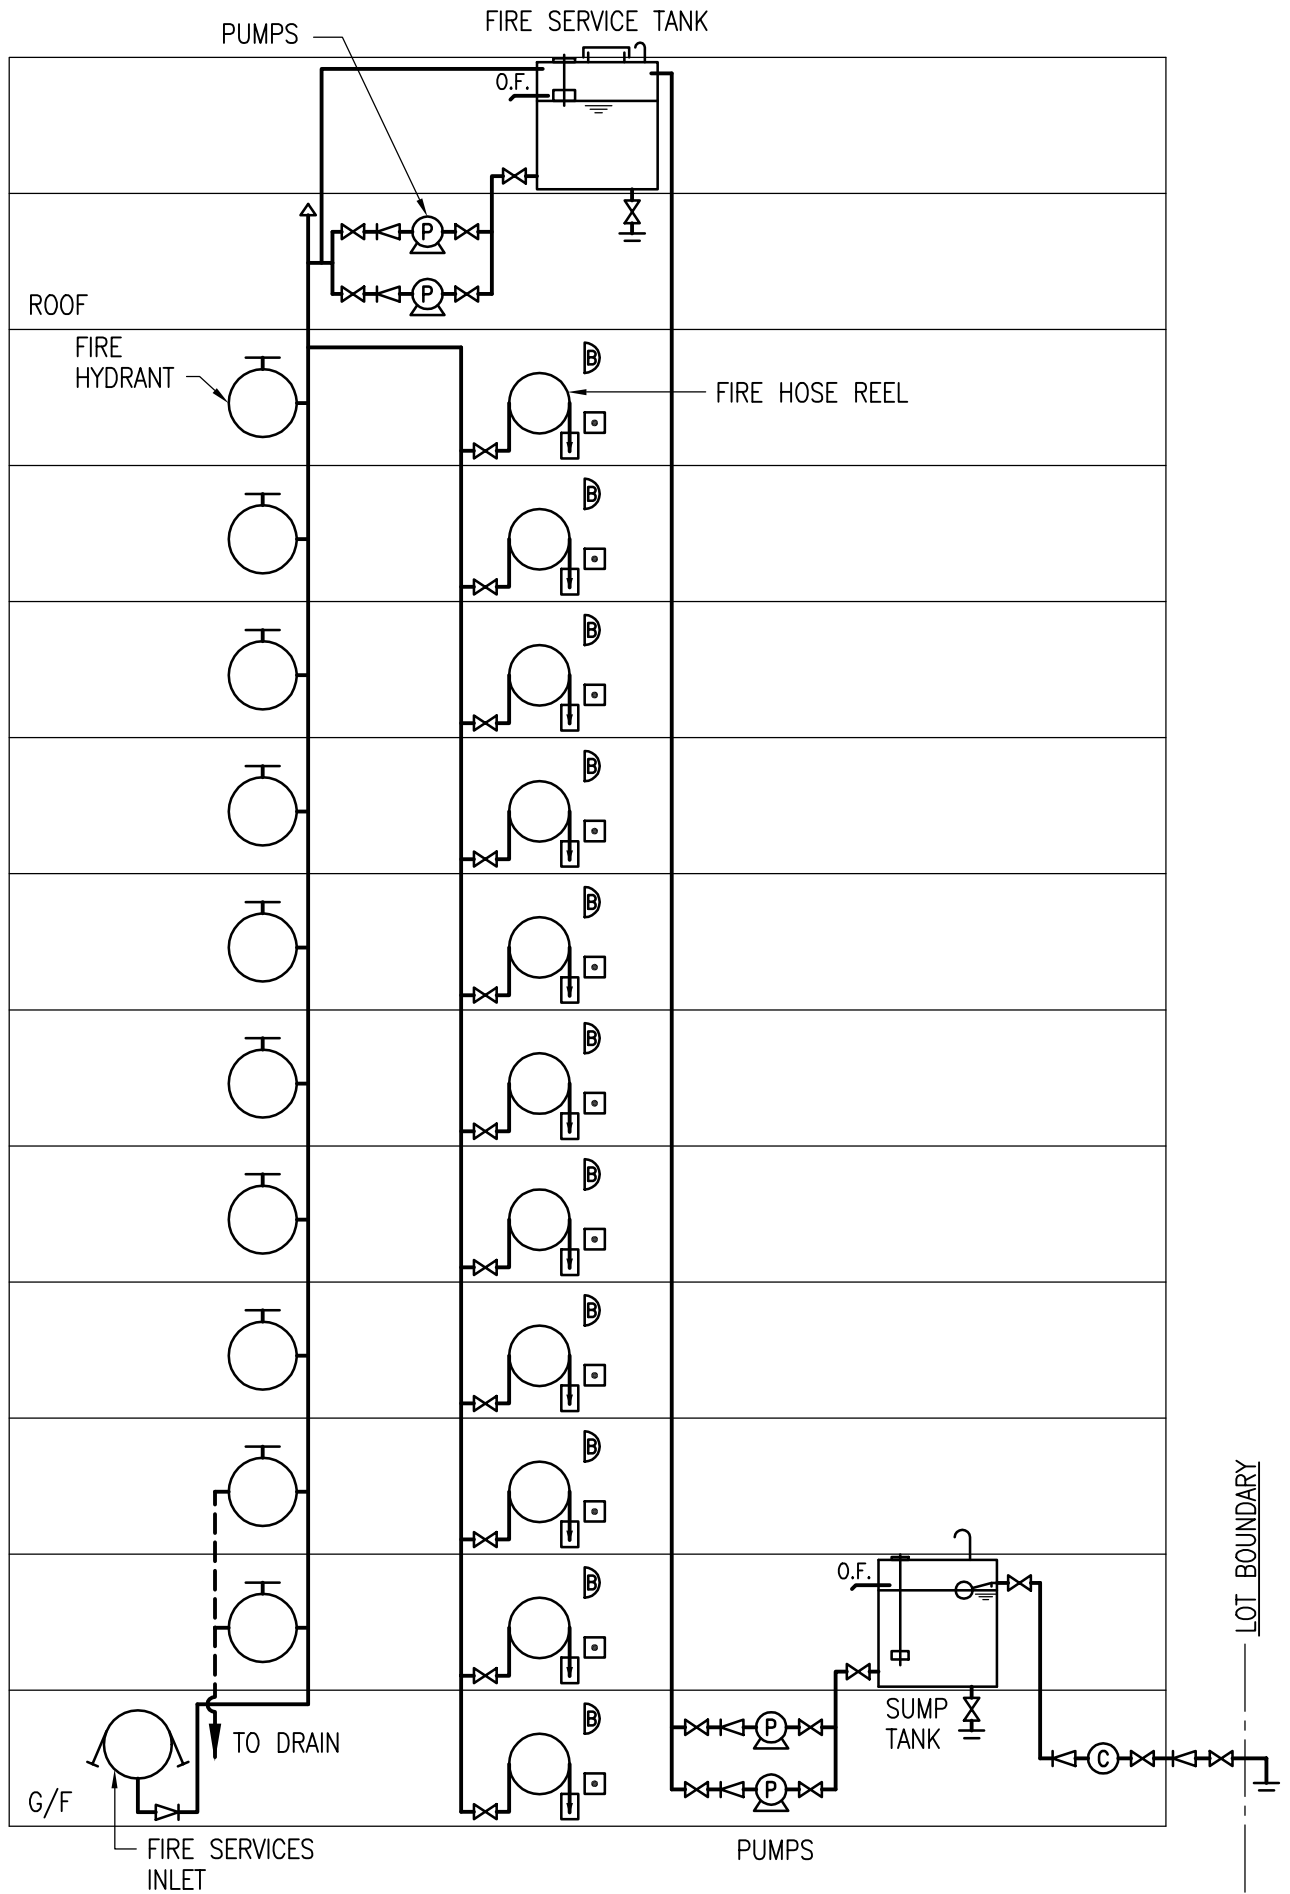 FIRE SERVICE TANK
PUMPS
O.F.
P
P
ROOF
FIRE
HYDRANT
B
FIRE HOSE REEL
B
B
B
B
B
B
B
B
B
O.F.
LOT BOUNDARY
B
SUMP
TANK
P
TO DRAIN
C
P
G/F
FIRE SERVICES
INLET
PUMPS